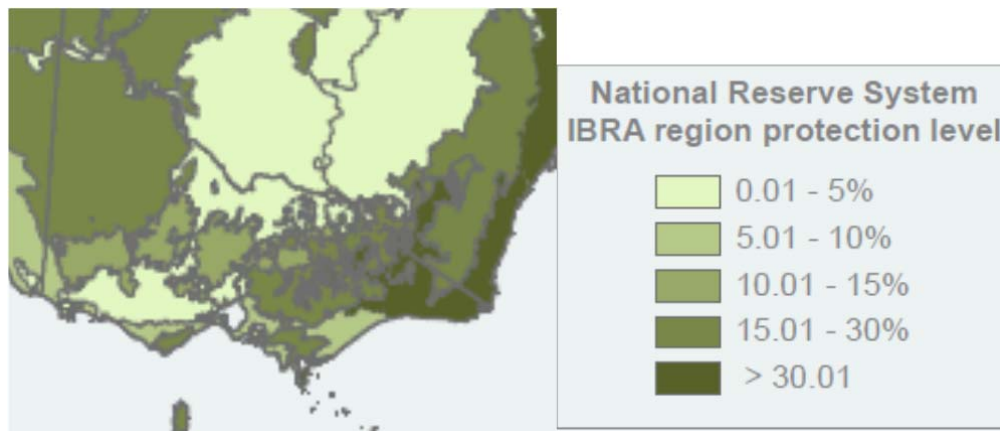 National Reserve System
IBRA region protection level
0.01 - 5%
5.01 - 10%
10.01 - 15%
15.01 - 30%
> 30.01